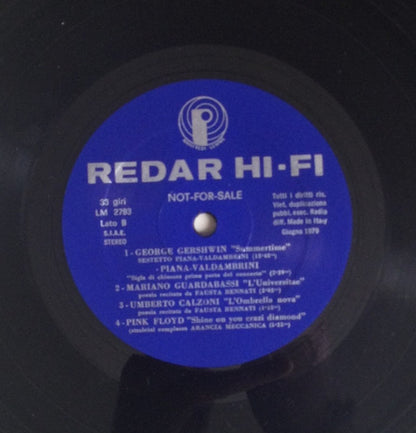 REDAR HI-FI
NOT-FOR-SALE
33 giri
LM 2793
Lato B
S.I.A.E.
STEREO
Tutti i diritti ris.
Viet. duplicazione
pubbl. esec. Radio
diff. Made in Italy
Giugno 1979
1 - GEORGE GERSHWIN "Summertime"
SESTETTO PIANA-VALDAMBRINI
- PIANA-VALDAMBRINI
"Sigla di chiusura prima parte del concerto"
2 - MARIANO GUARDABASSI "L'Universitae"
poesia recitata da FAUSTA BENNATI
3 - UMBERTO CALZONI "L'Ombrello nova"
poesia recitata da FAUSTA BENNATI
4 - PINK FLOYD "Shine on you crazi diamond"
complesso ARANCIA MECCANICA